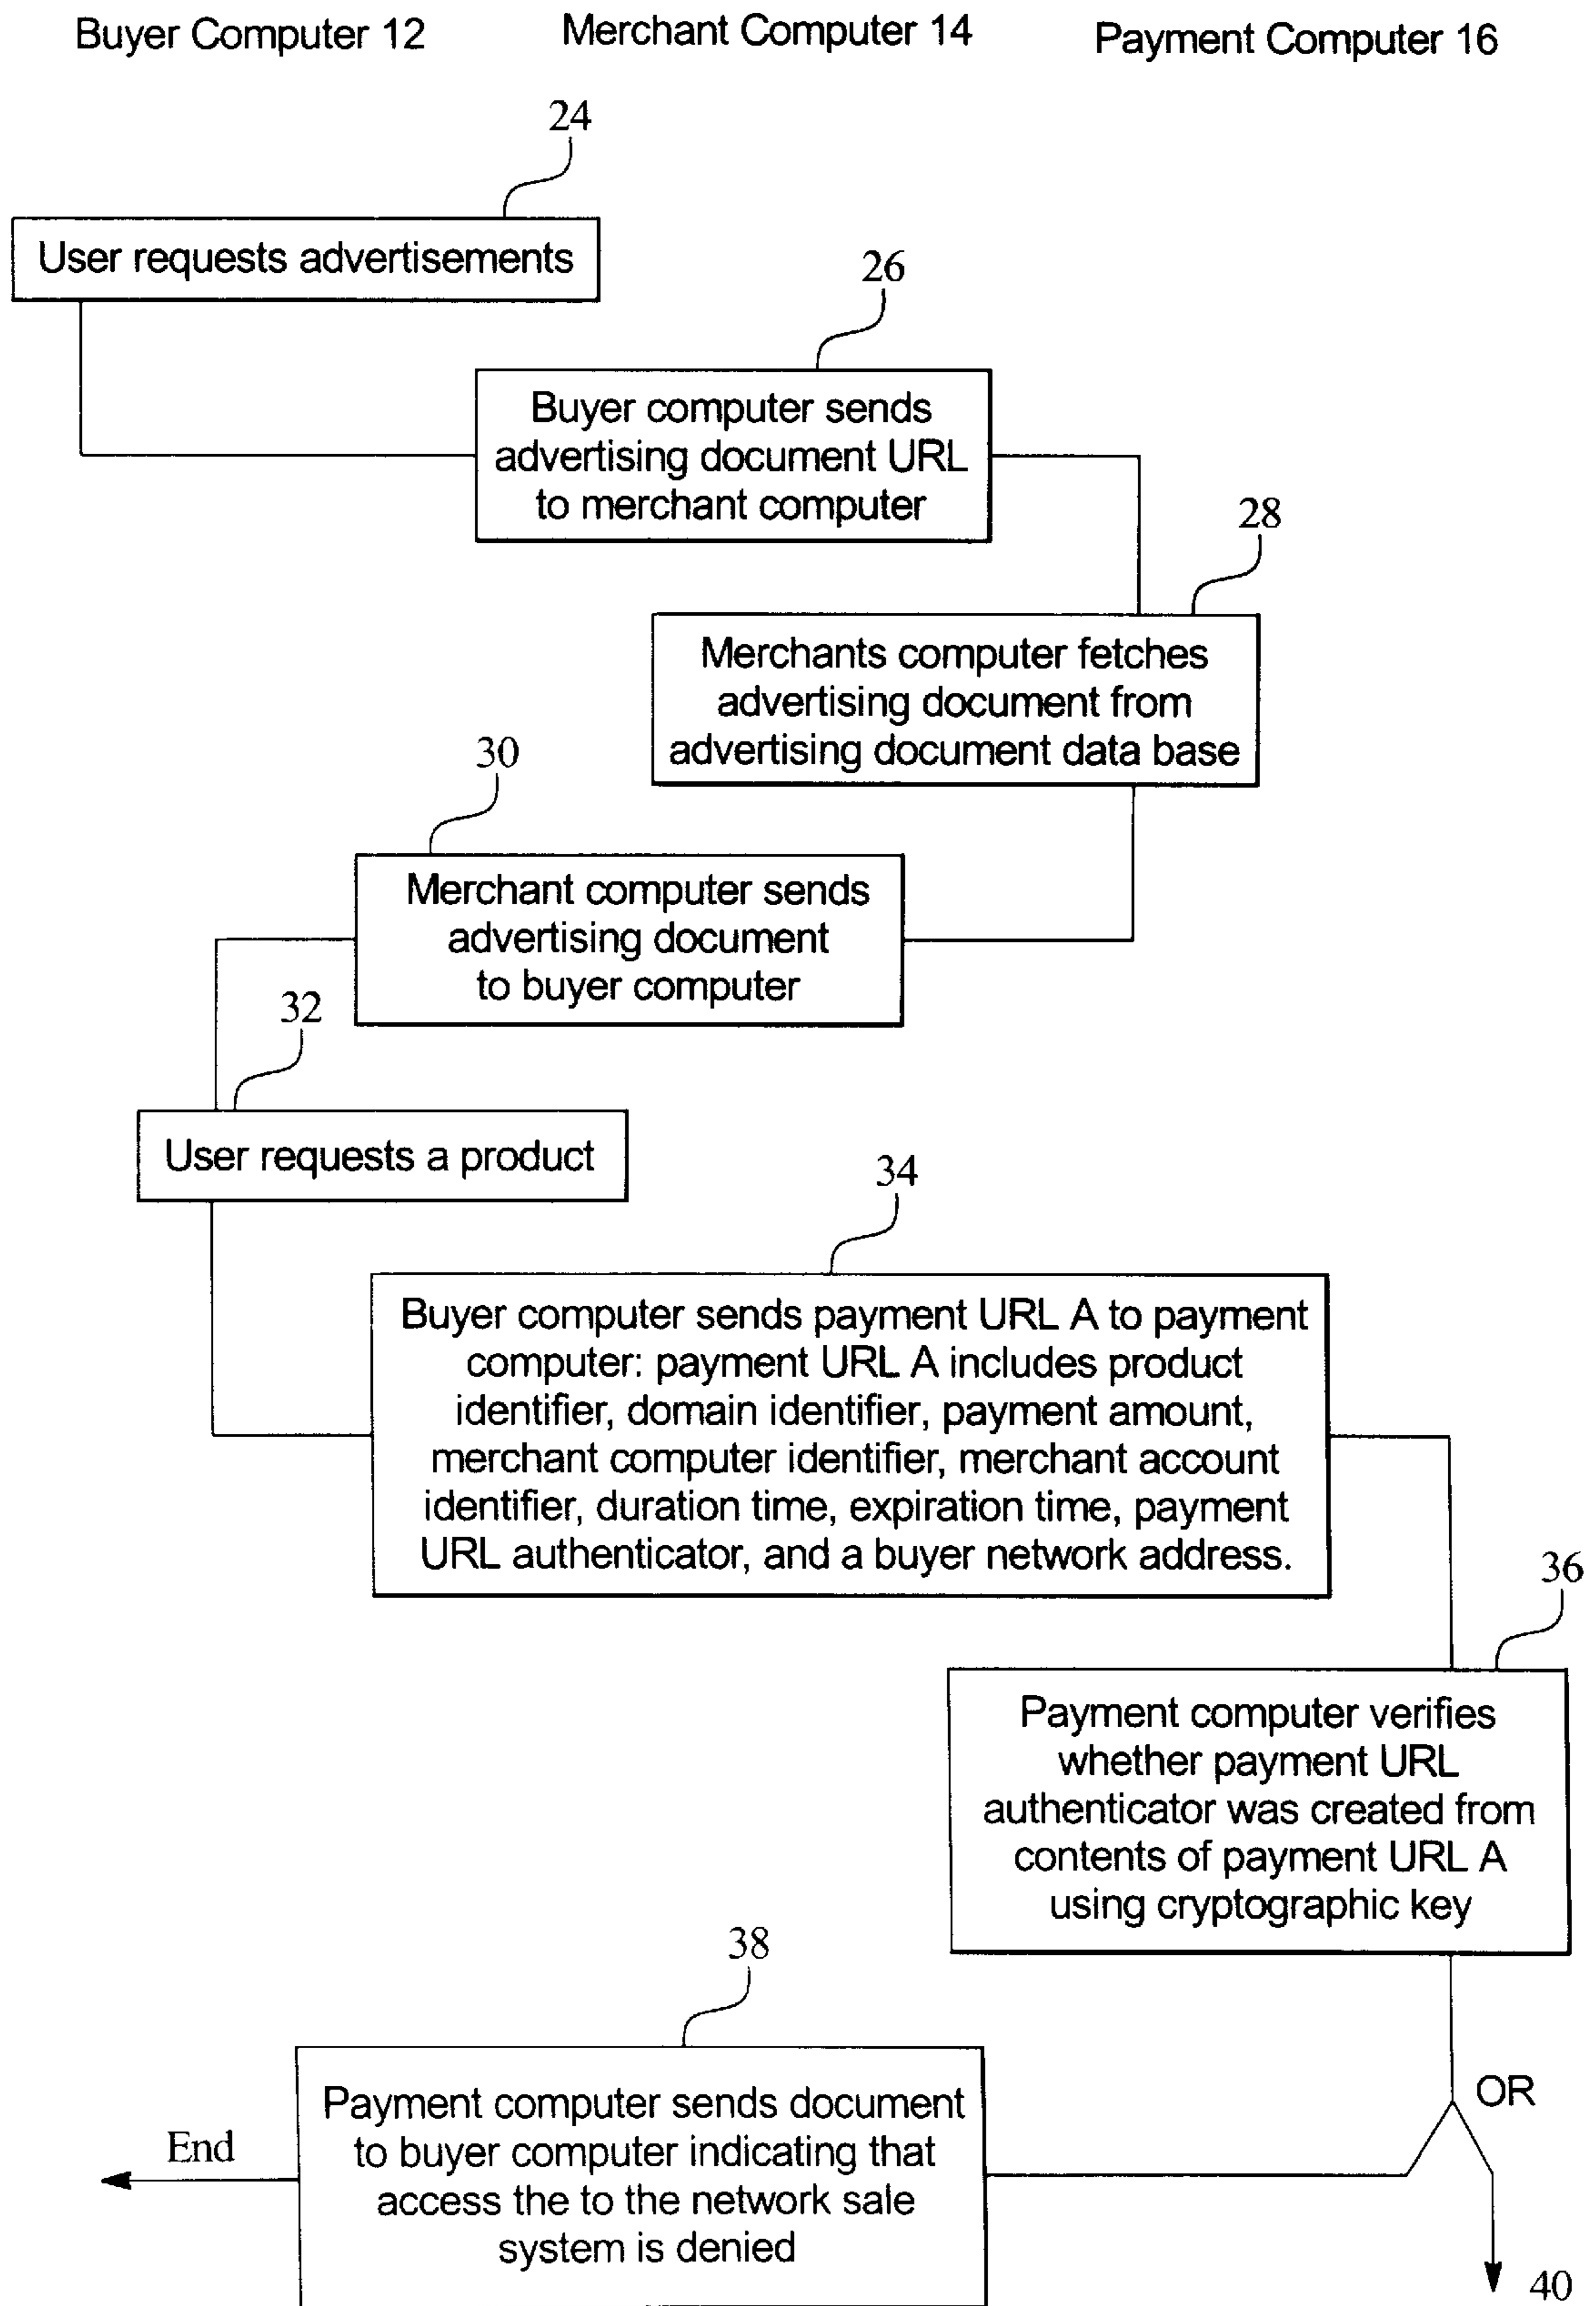 Buyer Computer 12
Merchant Computer 14
Payment Computer 16
24
User requests advertisements
26
Buyer computer sends
advertising document URL
to merchant computer
28
Merchants computer fetches
advertising document from
advertising document data base
30
Merchant computer sends
advertising document
to buyer computer
32
User requests a product
34
Buyer computer sends payment URL A to payment
computer: payment URL A includes product
identifier, domain identifier, payment amount,
merchant computer identifier, merchant account
identifier, duration time, expiration time, payment
URL authenticator, and a buyer network address.
36
Payment computer verifies
whether payment URL
authenticator was created from
contents of payment URL A
using cryptographic key
38
Payment computer sends document
to buyer computer indicating that
access the to the network sale
system is denied
End
OR
40